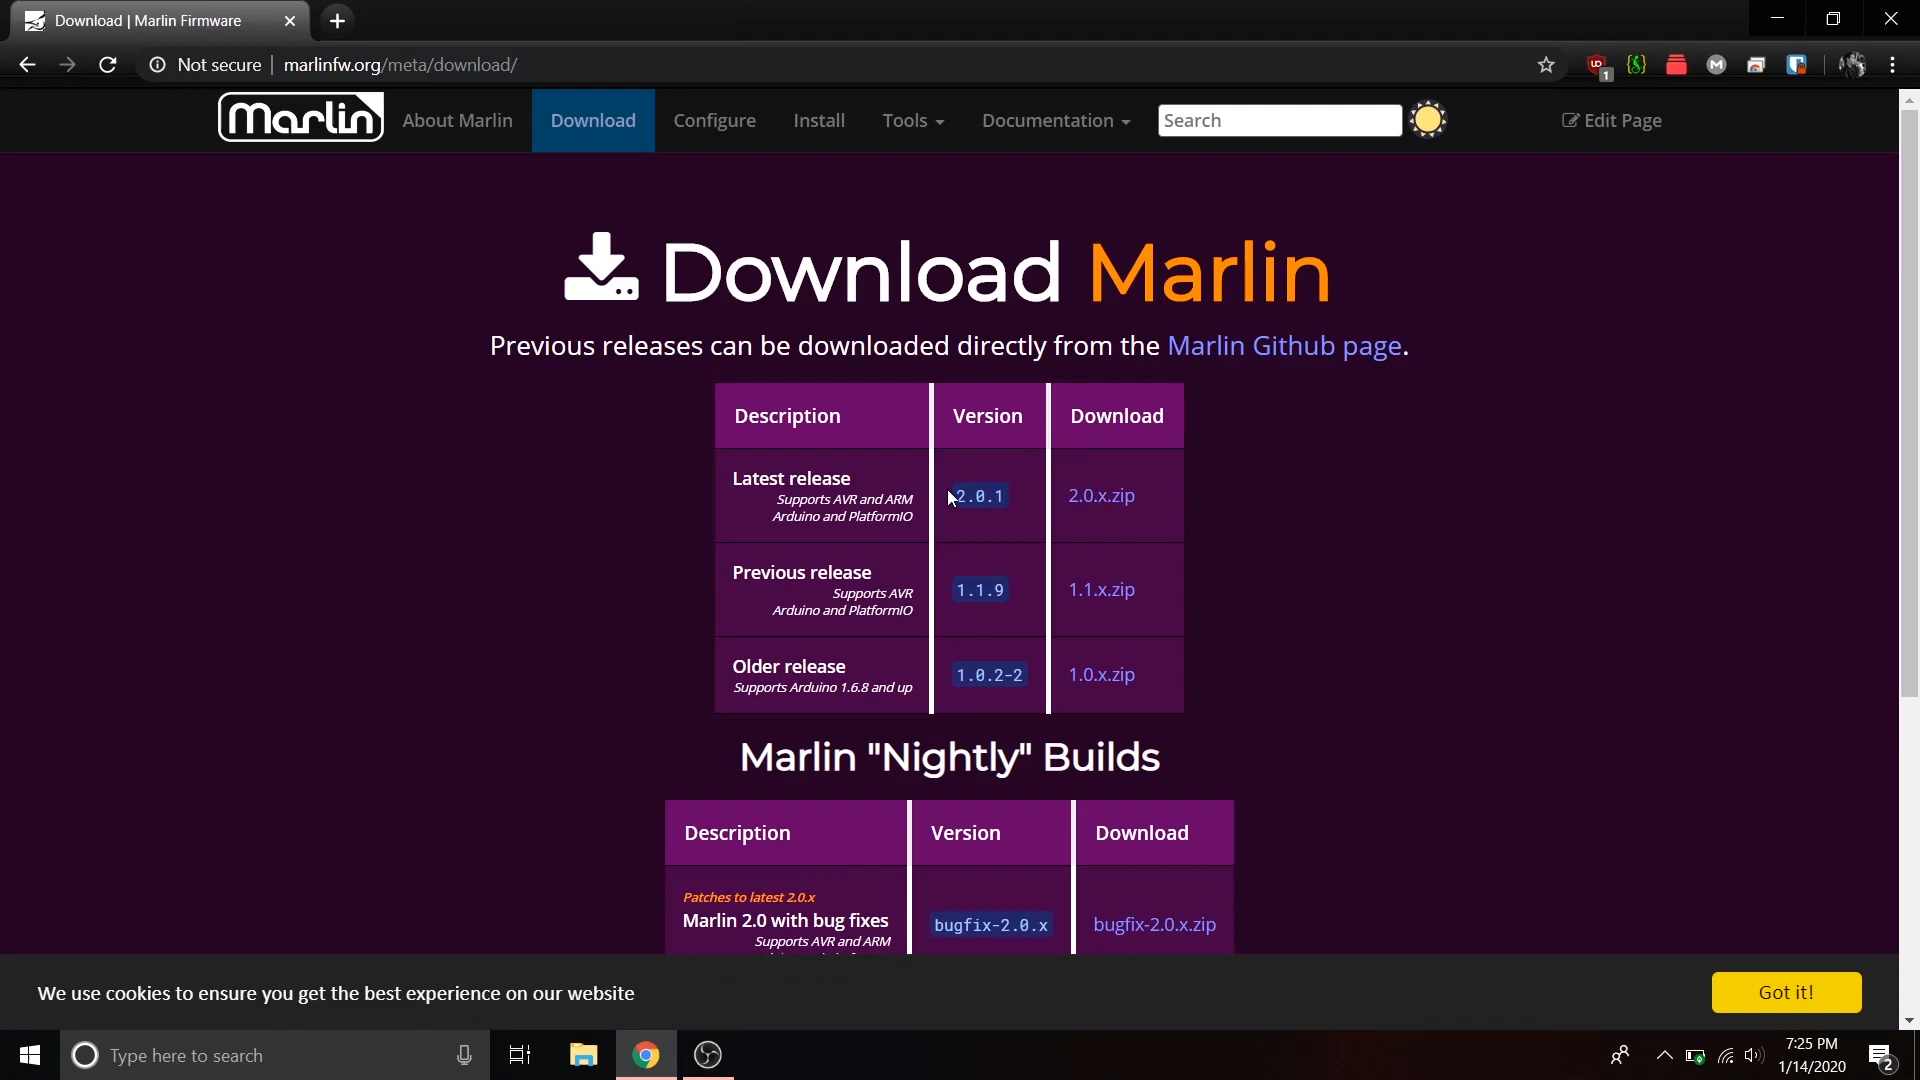 Download | Marlin Firmware
Not secure
marlinfw.org/meta/download/
1
Marlin
About Marlin
Download
Configure
Install
Tools
Documentation
Search
Edit Page
Download Marlin
Previous releases can be downloaded directly from the Marlin Github page.
Description
Version
Download
Latest release
Supports AVR and ARM
Arduino and PlatformIO
2.0.1
2.0.x.zip
Previous release
Supports AVR
Arduino and PlatformIO
1.1.9
1.1.x.zip
Older release
Supports Arduino 1.6.8 and up
1.0.2-2
1.0.x.zip
Marlin "Nightly" Builds
Description
Version
Download
Patches to latest 2.0.x
Marlin 2.0 with bug fixes
Supports AVR and ARM
bugfix-2.0.x
bugfix-2.0.x.zip
We use cookies to ensure you get the best experience on our website
Got it!
Type here to search
7:25 PM
1/14/2020
2